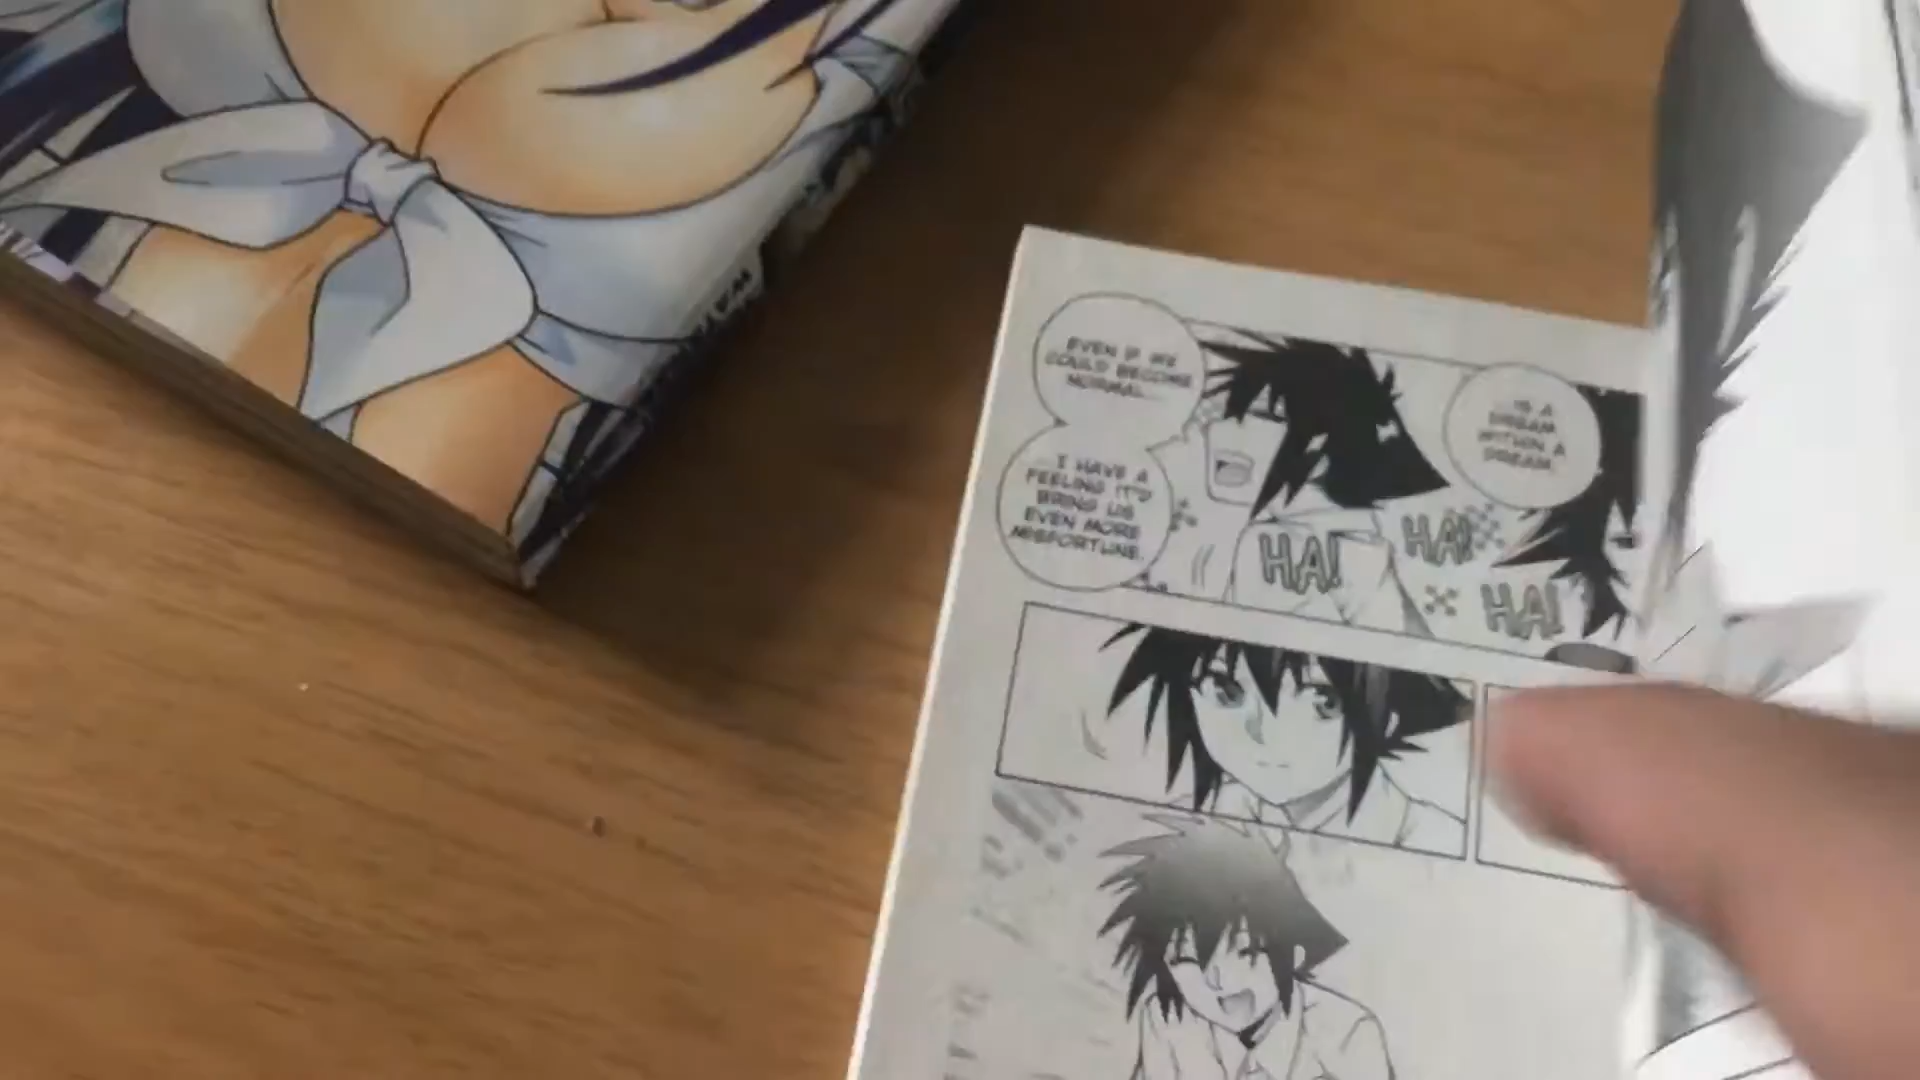 ...IS A
DREAM
WITHIN A
DREAM.
EVEN IF WE
COULD BECOME
NORMAL...
...I HAVE A
FEELING IT'D
BRING US
EVEN MORE
MISFORTUNE.
HA!
HA!
HA!